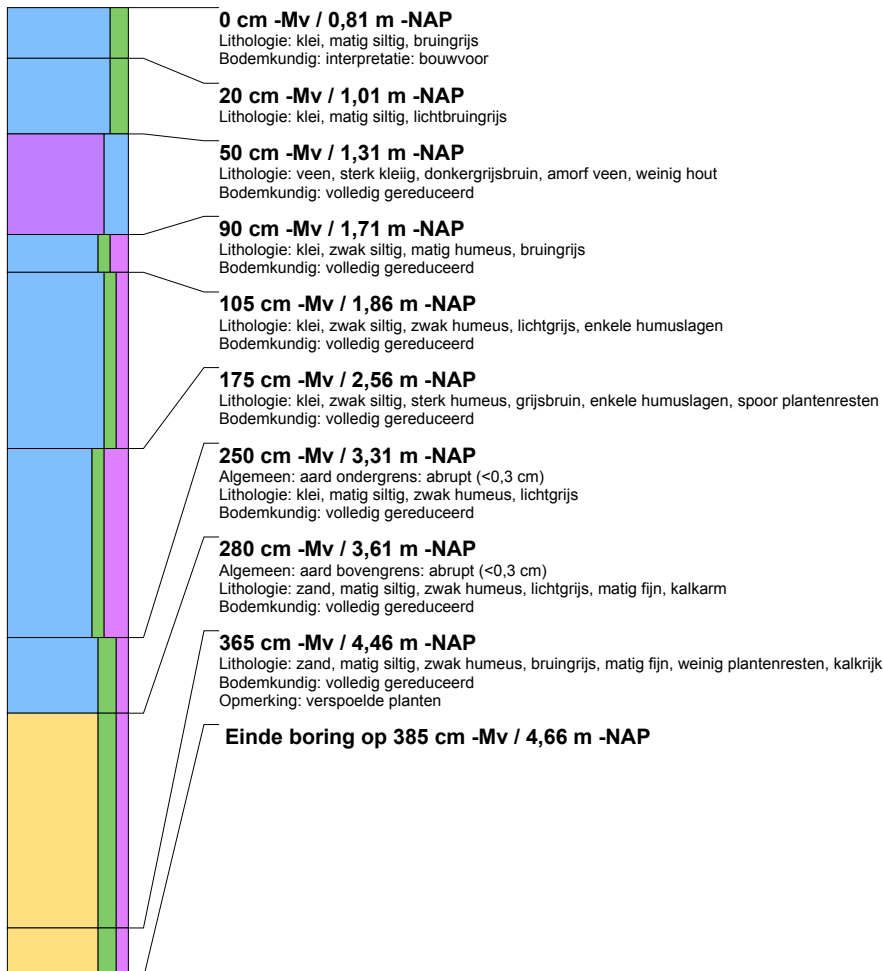 0 cm -Mv / 0,81 m -NAP
Lithologie: klei, matig siltig, bruingrijs
Bodemkundig: interpretatie: bouwvoor
20 cm -Mv / 1,01 m -NAP
Lithologie: klei, matig siltig, lichtbruingrijs
50 cm -Mv / 1,31 m -NAP
Lithologie: veen, sterk kleiig, donkergrijsbruin, amorf veen, weinig hout
Bodemkundig: volledig gereduceerd
90 cm -Mv / 1,71 m -NAP
Lithologie: klei, zwak siltig, matig humeus, bruingrijs
Bodemkundig: volledig gereduceerd
105 cm -Mv / 1,86 m -NAP
Lithologie: klei, zwak siltig, zwak humeus, lichtgrijs, enkele humuslagen
Bodemkundig: volledig gereduceerd
175 cm -Mv / 2,56 m -NAP
Lithologie: klei, zwak siltig, sterk humeus, grijsbruin, enkele humuslagen, spoor plantenresten
Bodemkundig: volledig gereduceerd
250 cm -Mv / 3,31 m -NAP
Algemeen: aard ondergrens: abrupt (<0,3 cm)
Lithologie: klei, matig siltig, zwak humeus, lichtgrijs
Bodemkundig: volledig gereduceerd
280 cm -Mv / 3,61 m -NAP
Algemeen: aard bovengrens: abrupt (<0,3 cm)
Lithologie: zand, matig siltig, zwak humeus, lichtgrijs, matig fijn, kalkarm
Bodemkundig: volledig gereduceerd
365 cm -Mv / 4,46 m -NAP
Lithologie: zand, matig siltig, zwak humeus, bruingrijs, matig fijn, weinig plantenresten, kalkrijk
Bodemkundig: volledig gereduceerd
Opmerking: verspoelde planten
Einde boring op 385 cm -Mv / 4,66 m -NAP